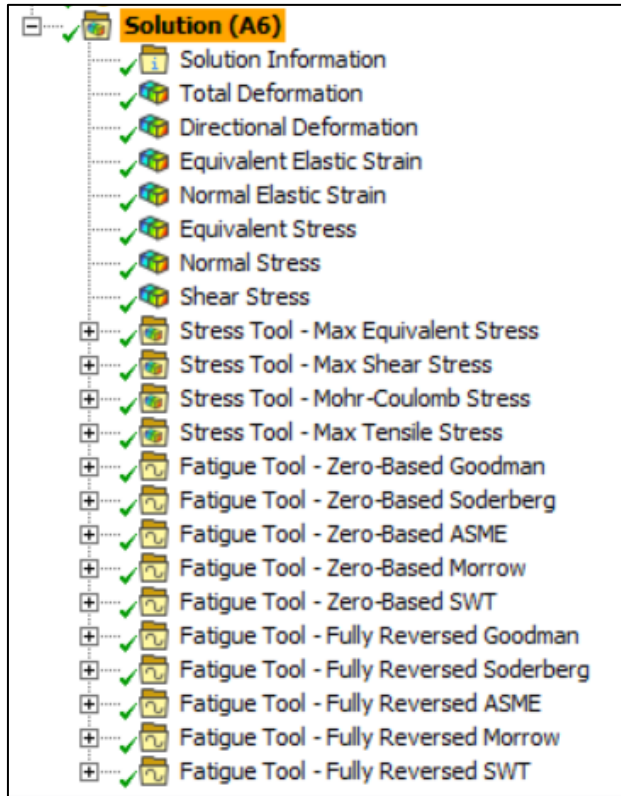 Solution (A6)
Solution Information
Total Deformation
Directional Deformation
Equivalent Elastic Strain
Normal Elastic Strain
Equivalent Stress
Normal Stress
Shear Stress
Stress Tool - Max Equivalent Stress
Stress Tool - Max Shear Stress
Stress Tool - Mohr-Coulomb Stress
Stress Tool - Max Tensile Stress
Fatigue Tool - Zero-Based Goodman
Fatigue Tool - Zero-Based Soderberg
Fatigue Tool - Zero-Based ASME
Fatigue Tool - Zero-Based Morrow
Fatigue Tool - Zero-Based SWT
Fatigue Tool - Fully Reversed Goodman
Fatigue Tool - Fully Reversed Soderberg
Fatigue Tool - Fully Reversed ASME
Fatigue Tool - Fully Reversed Morrow
Fatigue Tool - Fully Reversed SWT